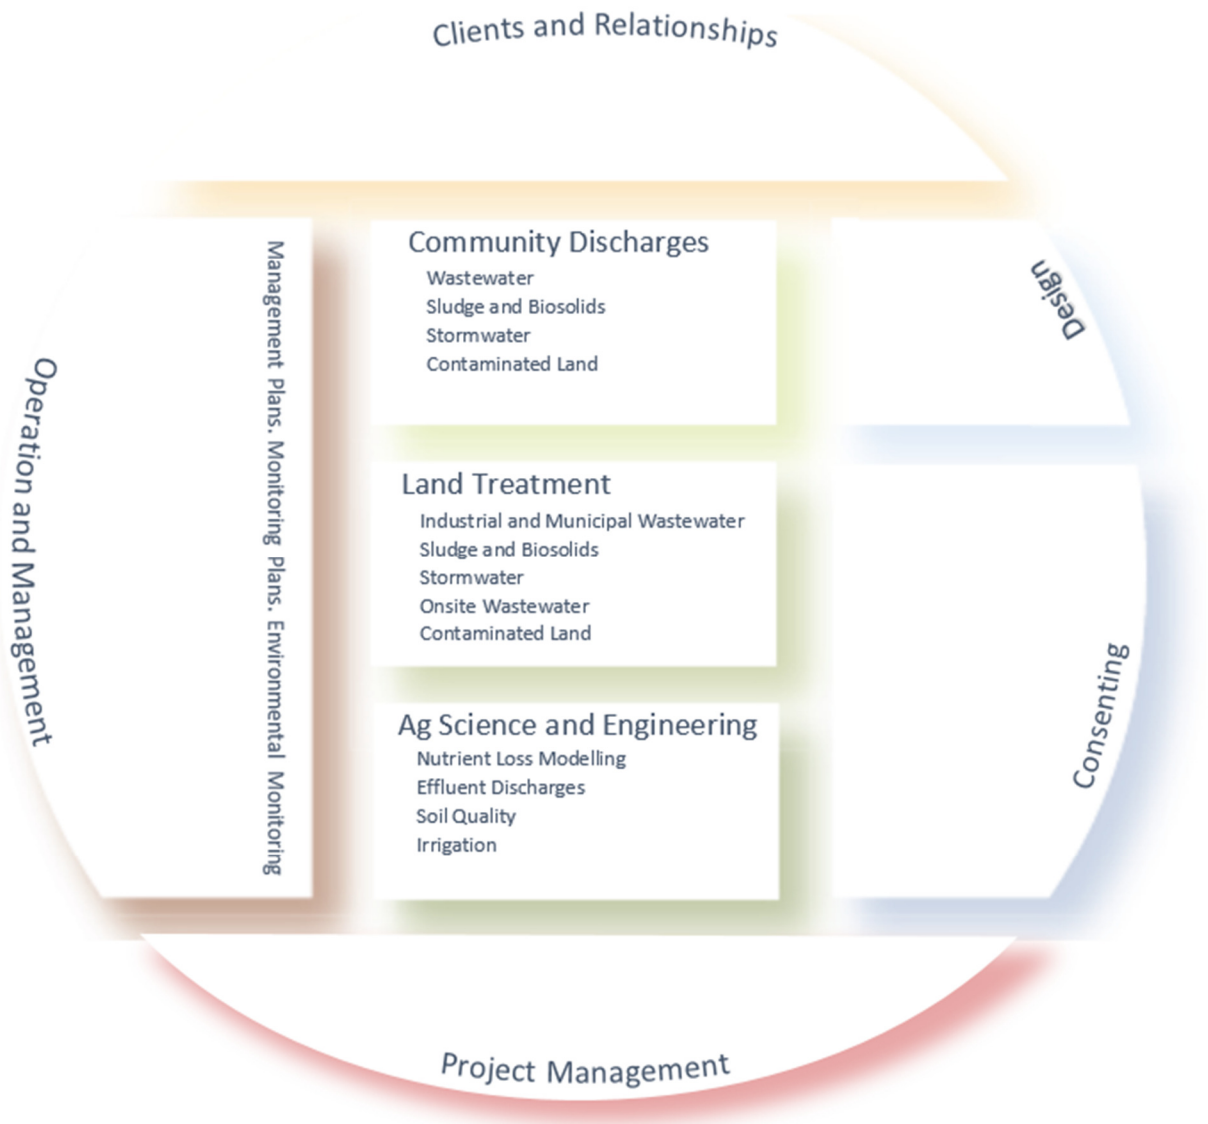 Clients and Relationships
Operation and Management
Management Plans. Monitoring Plans. Environmental Monitoring
Community Discharges
Wastewater
Sludge and Biosolids
Stormwater
Contaminated Land
Land Treatment
Industrial and Municipal Wastewater
Sludge and Biosolids
Stormwater
Onsite Wastewater
Contaminated Land
Ag Science and Engineering
Nutrient Loss Modelling
Effluent Discharges
Soil Quality
Irrigation
Design
Consenting
Project Management